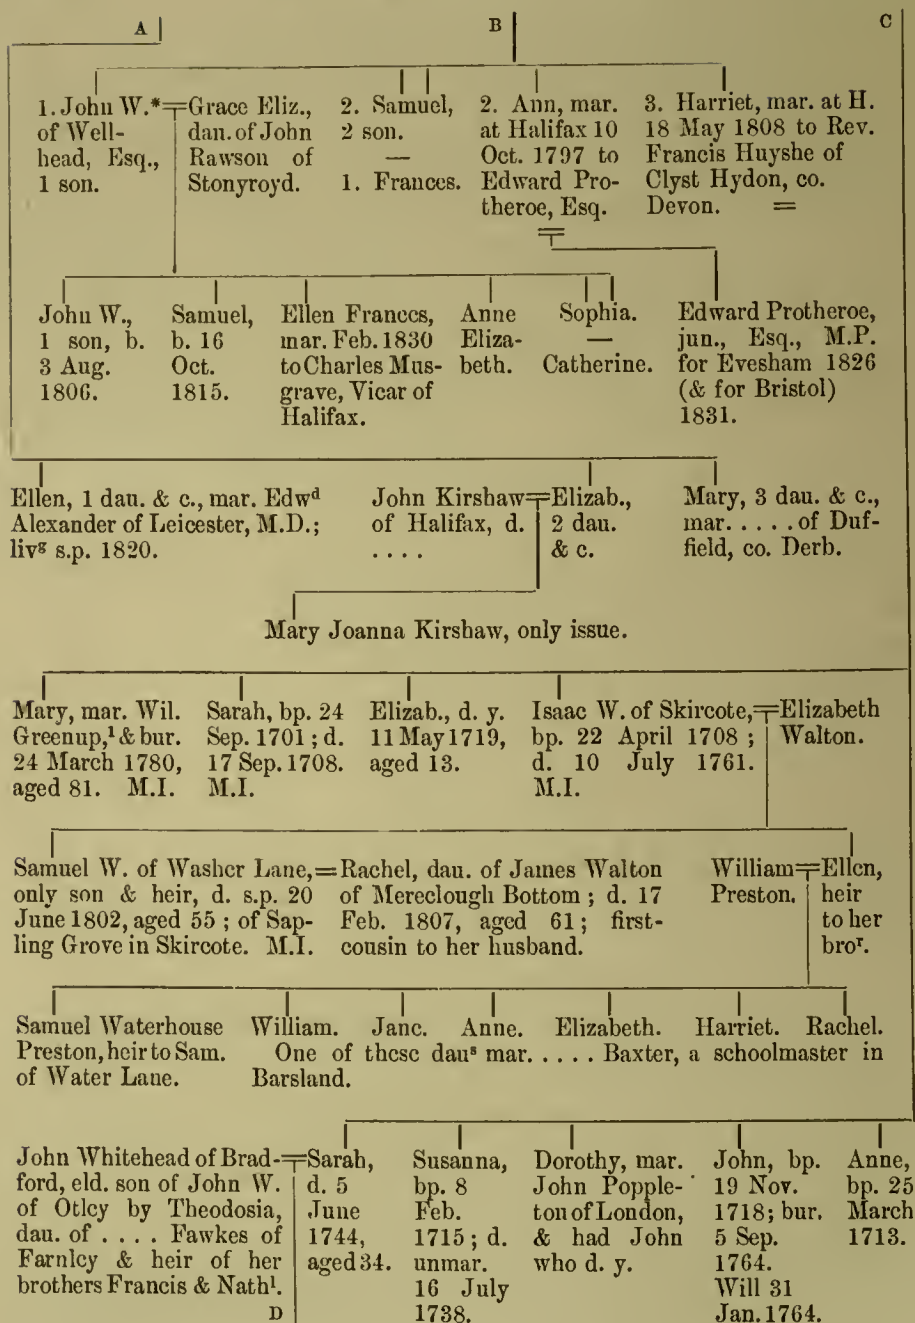 A B C
1. John W.* Grace Eliz., 2. Samuel, 2. Ann, mar. 3. Harriet, mar. at H.
of Well- dan. of John 2 son. at Halifax 10 18 May 1808 to Rev.
head, Esq., Rawson of — Oct. 1797 to Francis Huyshe of
1 son. Stonyroyd. 1. Frances. Edward Pro- Clyst Hydon, co.
theroe, Esq. Devon. =
John W., Samuel, Ellen Frances, Anne Sophia. Edward Protheroe,
1 son, b. b. 16 mar. Feb. 1830 Eliza- — jun., Esq., M.P.
3 Aug. Oct. to Charles Mus- beth. Catherine. for Evesham 1826
1806. 1815. grave, Vicar of (& for Bristol)
Halifax. 1831.
Ellen, 1 dau. & c., mar. Edwᵈ John Kirshaw=Elizab., Mary, 3 dau. & c.,
Alexander of Leicester, M.D.; of Halifax, d. 2 dau. mar. . . . . . of Duf-
livᵍ s.p. 1820. . . . . & c. field, co. Derb.
Mary Joanna Kirshaw, only issue.
Mary, mar. Wil. Sarah, bp. 24 Elizab., d. y. Isaac W. of Skircote,=Elizabeth
Greenup,¹ & bur. Sep. 1701; d. 11 May 1719, bp. 22 April 1708; Walton.
24 March 1780, 17 Sep. 1708. aged 13. d. 10 July 1761.
aged 81. M.I. M.I. M.I.
Samuel W. of Washer Lane,=Rachel, dau. of James Walton William=Ellen,
only son & heir, d. s.p. 20 of Mereclough Bottom; d. 17 Preston. heir
June 1802, aged 55; of Sap- Feb. 1807, aged 61; first- to her
ling Grove in Skircote. M.I. cousin to her husband. broʳ.
Samuel Waterhouse William. Jane. Anne. Elizabeth. Harriet. Rachel.
Preston, heir to Sam. One of these dauˢ mar. . . . . . Baxter, a schoolmaster in
of Water Lane. Barsland.
John Whitehead of Brad-=Sarah, Susanna, Dorothy, mar. John, bp. Anne,
ford, eld. son of John W. d. 5 bp. 8 John Popple- 19 Nov. bp. 25
of Otley by Theodosia, June Feb. ton of London, 1718; bur. March
dau. of . . . . Fawkes of 1744, 1715; d. & had John 5 Sep. 1713.
Farnley & heir of her aged 34. unmar. who d. y. 1764.
brothers Francis & Nathˡ. 16 July Will 31
D 1738. Jan. 1764.